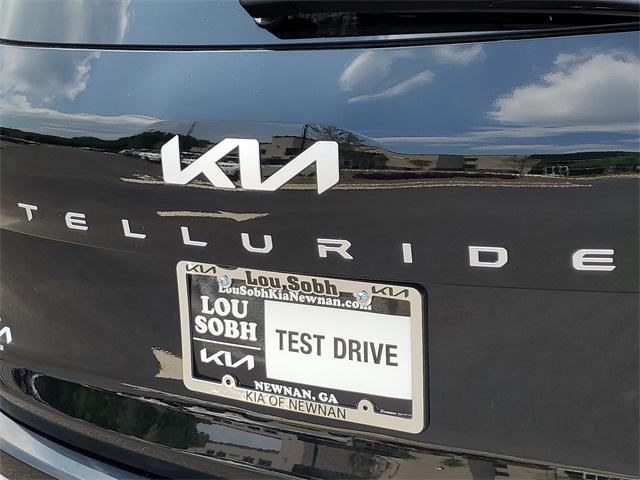 KIA
TELLURIDE
KIA Lou Sobh KIA
LouSobhKiaNewnan.com
LOU
SOBH
TEST DRIVE
KIA
NEWNAN, GA
KIA OF NEWNAN